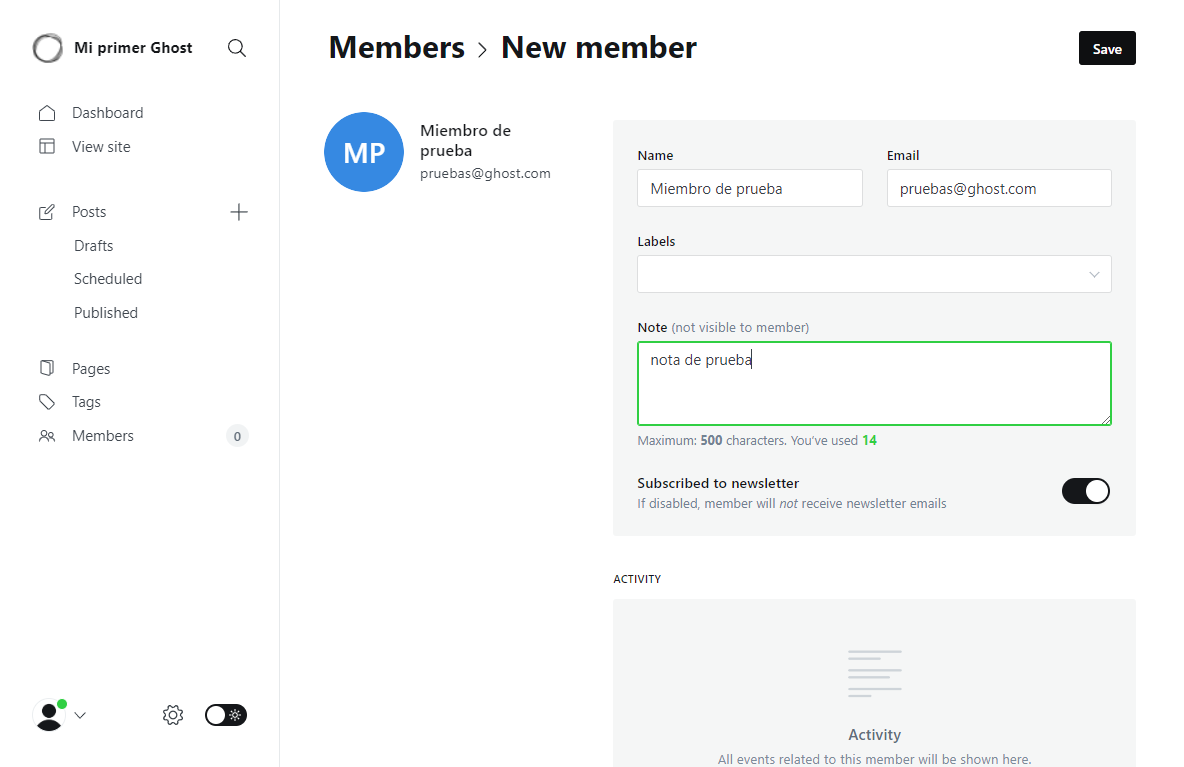 Mi primer Ghost
Dashboard
View site
Posts
Drafts
Scheduled
Published
Pages
Tags
Members
0
Members > New member
Save
MP
Miembro de
prueba
pruebas@ghost.com
Name
Email
Miembro de prueba
pruebas@ghost.com
Labels
Note (not visible to member)
nota de prueba
Maximum: 500 characters. You've used 14
Subscribed to newsletter
If disabled, member will not receive newsletter emails
ACTIVITY
Activity
All events related to this member will be shown here.